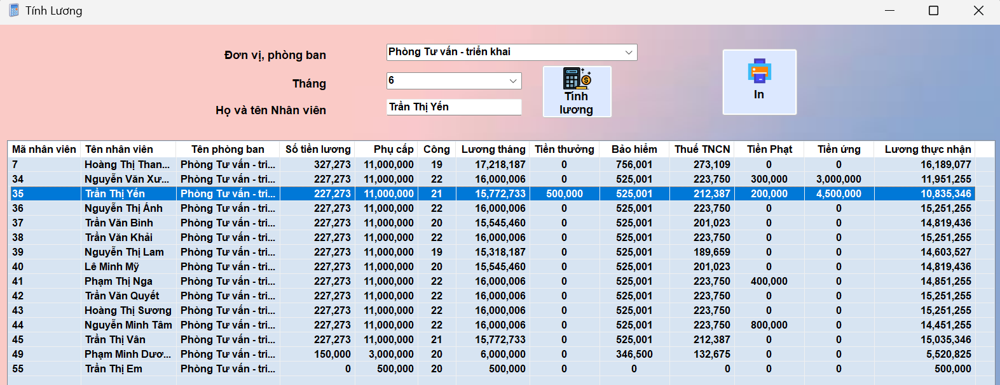 Tính Lương
Đơn vị, phòng ban
Phòng Tư vấn - triển khai
Tháng
6
Họ và tên Nhân viên
Trần Thị Yến
Tính
lương
In
Mã nhân viên Tên nhân viên Tên phòng ban Số tiền lương Phụ cấp Công Lương tháng Tiền thưởng Bảo hiểm Thuế TNCN Tiền Phạt Tiền ứng Lương thực nhận
7 Hoàng Thị Than... Phòng Tư vấn - tri... 327,273 11,000,000 19 17,218,187 0 756,001 273,109 0 0 16,189,077
34 Nguyễn Văn Xư... Phòng Tư vấn - tri... 227,273 11,000,000 22 16,000,006 0 525,001 223,750 300,000 3,000,000 11,951,255
35 Trần Thị Yến Phòng Tư vấn - tri... 227,273 11,000,000 21 15,772,733 500,000 525,001 212,387 200,000 4,500,000 10,835,346
36 Nguyễn Thị Ánh Phòng Tư vấn - tri... 227,273 11,000,000 22 16,000,006 0 525,001 223,750 0 0 15,251,255
37 Trần Văn Bình Phòng Tư vấn - tri... 227,273 11,000,000 20 15,545,460 0 525,001 201,023 0 0 14,819,436
38 Trần Văn Khải Phòng Tư vấn - tri... 227,273 11,000,000 22 16,000,006 0 525,001 223,750 0 0 15,251,255
39 Nguyễn Thị Lam Phòng Tư vấn - tri... 227,273 11,000,000 19 15,318,187 0 525,001 189,659 0 0 14,603,527
40 Lê Minh Mỹ Phòng Tư vấn - tri... 227,273 11,000,000 20 15,545,460 0 525,001 201,023 0 0 14,819,436
41 Phạm Thị Nga Phòng Tư vấn - tri... 227,273 11,000,000 22 16,000,006 0 525,001 223,750 400,000 0 14,851,255
42 Trần Văn Quyết Phòng Tư vấn - tri... 227,273 11,000,000 22 16,000,006 0 525,001 223,750 0 0 15,251,255
43 Hoàng Thị Sương Phòng Tư vấn - tri... 227,273 11,000,000 22 16,000,006 0 525,001 223,750 0 0 15,251,255
44 Nguyễn Minh Tâm Phòng Tư vấn - tri... 227,273 11,000,000 22 16,000,006 0 525,001 223,750 800,000 0 14,451,255
45 Trần Thị Vân Phòng Tư vấn - tri... 227,273 11,000,000 21 15,772,733 0 525,001 212,387 0 0 15,035,346
49 Phạm Minh Dươ... Phòng Tư vấn - tri... 150,000 3,000,000 20 6,000,000 0 346,500 132,675 0 0 5,520,825
55 Trần Thị Em Phòng Tư vấn - tri... 0 500,000 20 500,000 0 0 0 0 0 500,000